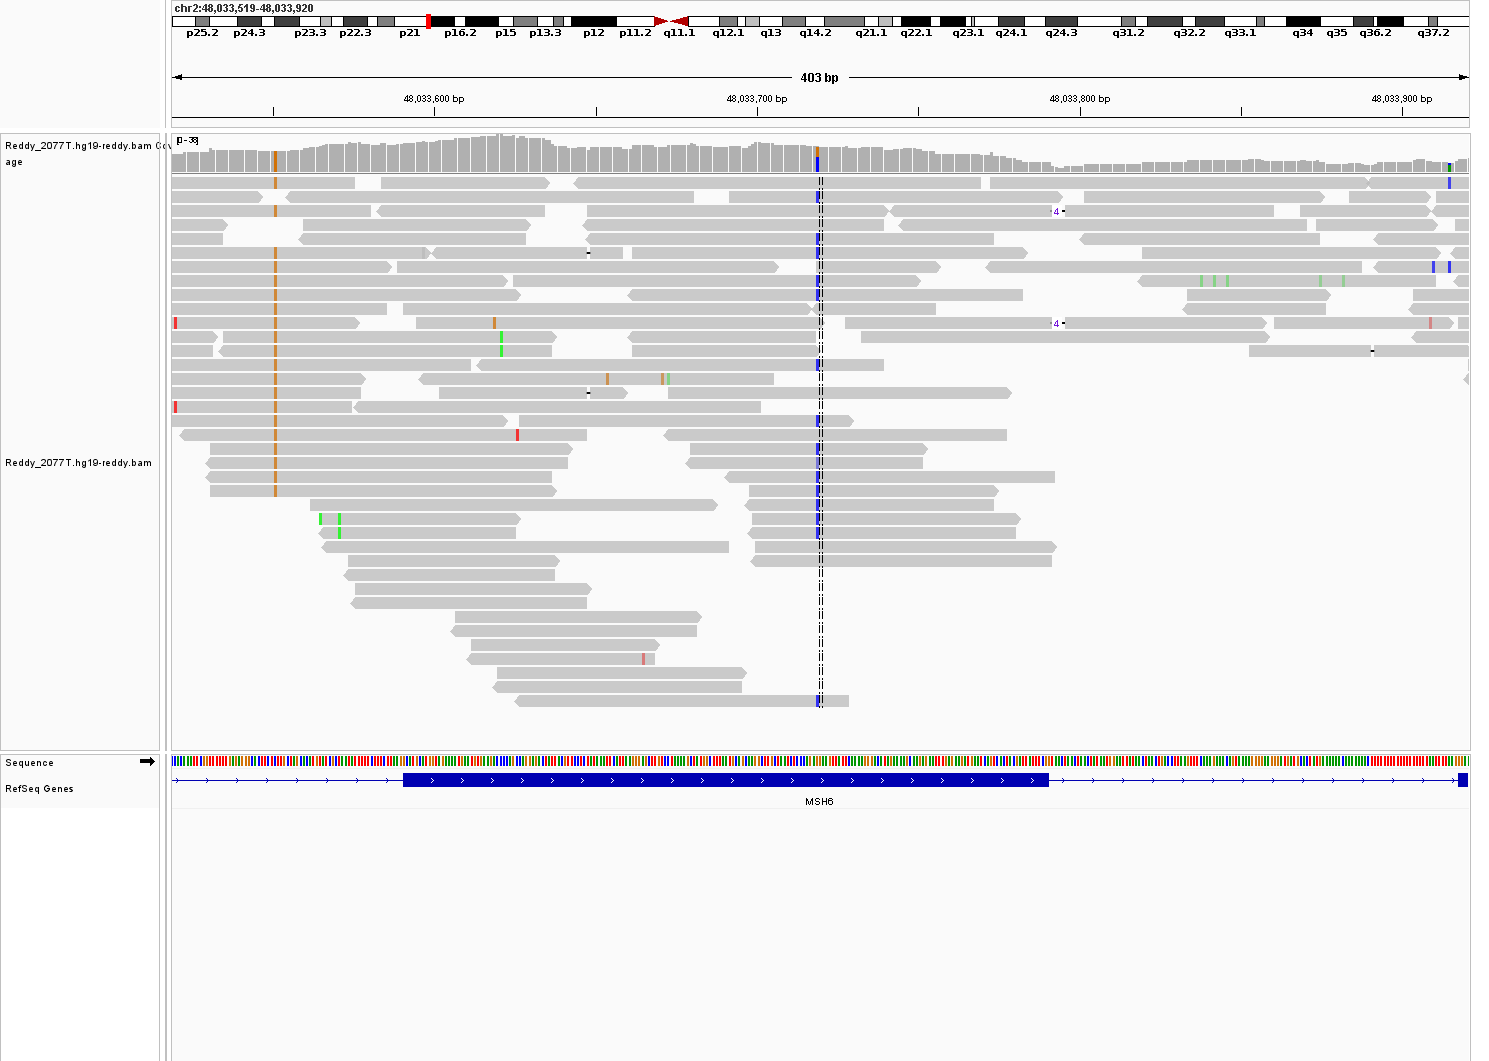 chr2:48,033,519-48,033,920
p25.2 p24.3 p23.3 p22.3 p21 p16.2 p15 p13.3 p12 p11.2 q11.1 q12.1 q13 q14.2 q21.1 q22.1 q23.1 q24.1 q24.3 q31.2 q32.2 q33.1 q34 q35 q36.2 q37.2
403 bp
48,033,600 bp 48,033,700 bp 48,033,800 bp 48,033,900 bp
[0-38]
Reddy_2077T.hg19-reddy.bam Cov
age
4
4
Reddy_2077T.hg19-reddy.bam
Sequence
RefSeq Genes
MSH6